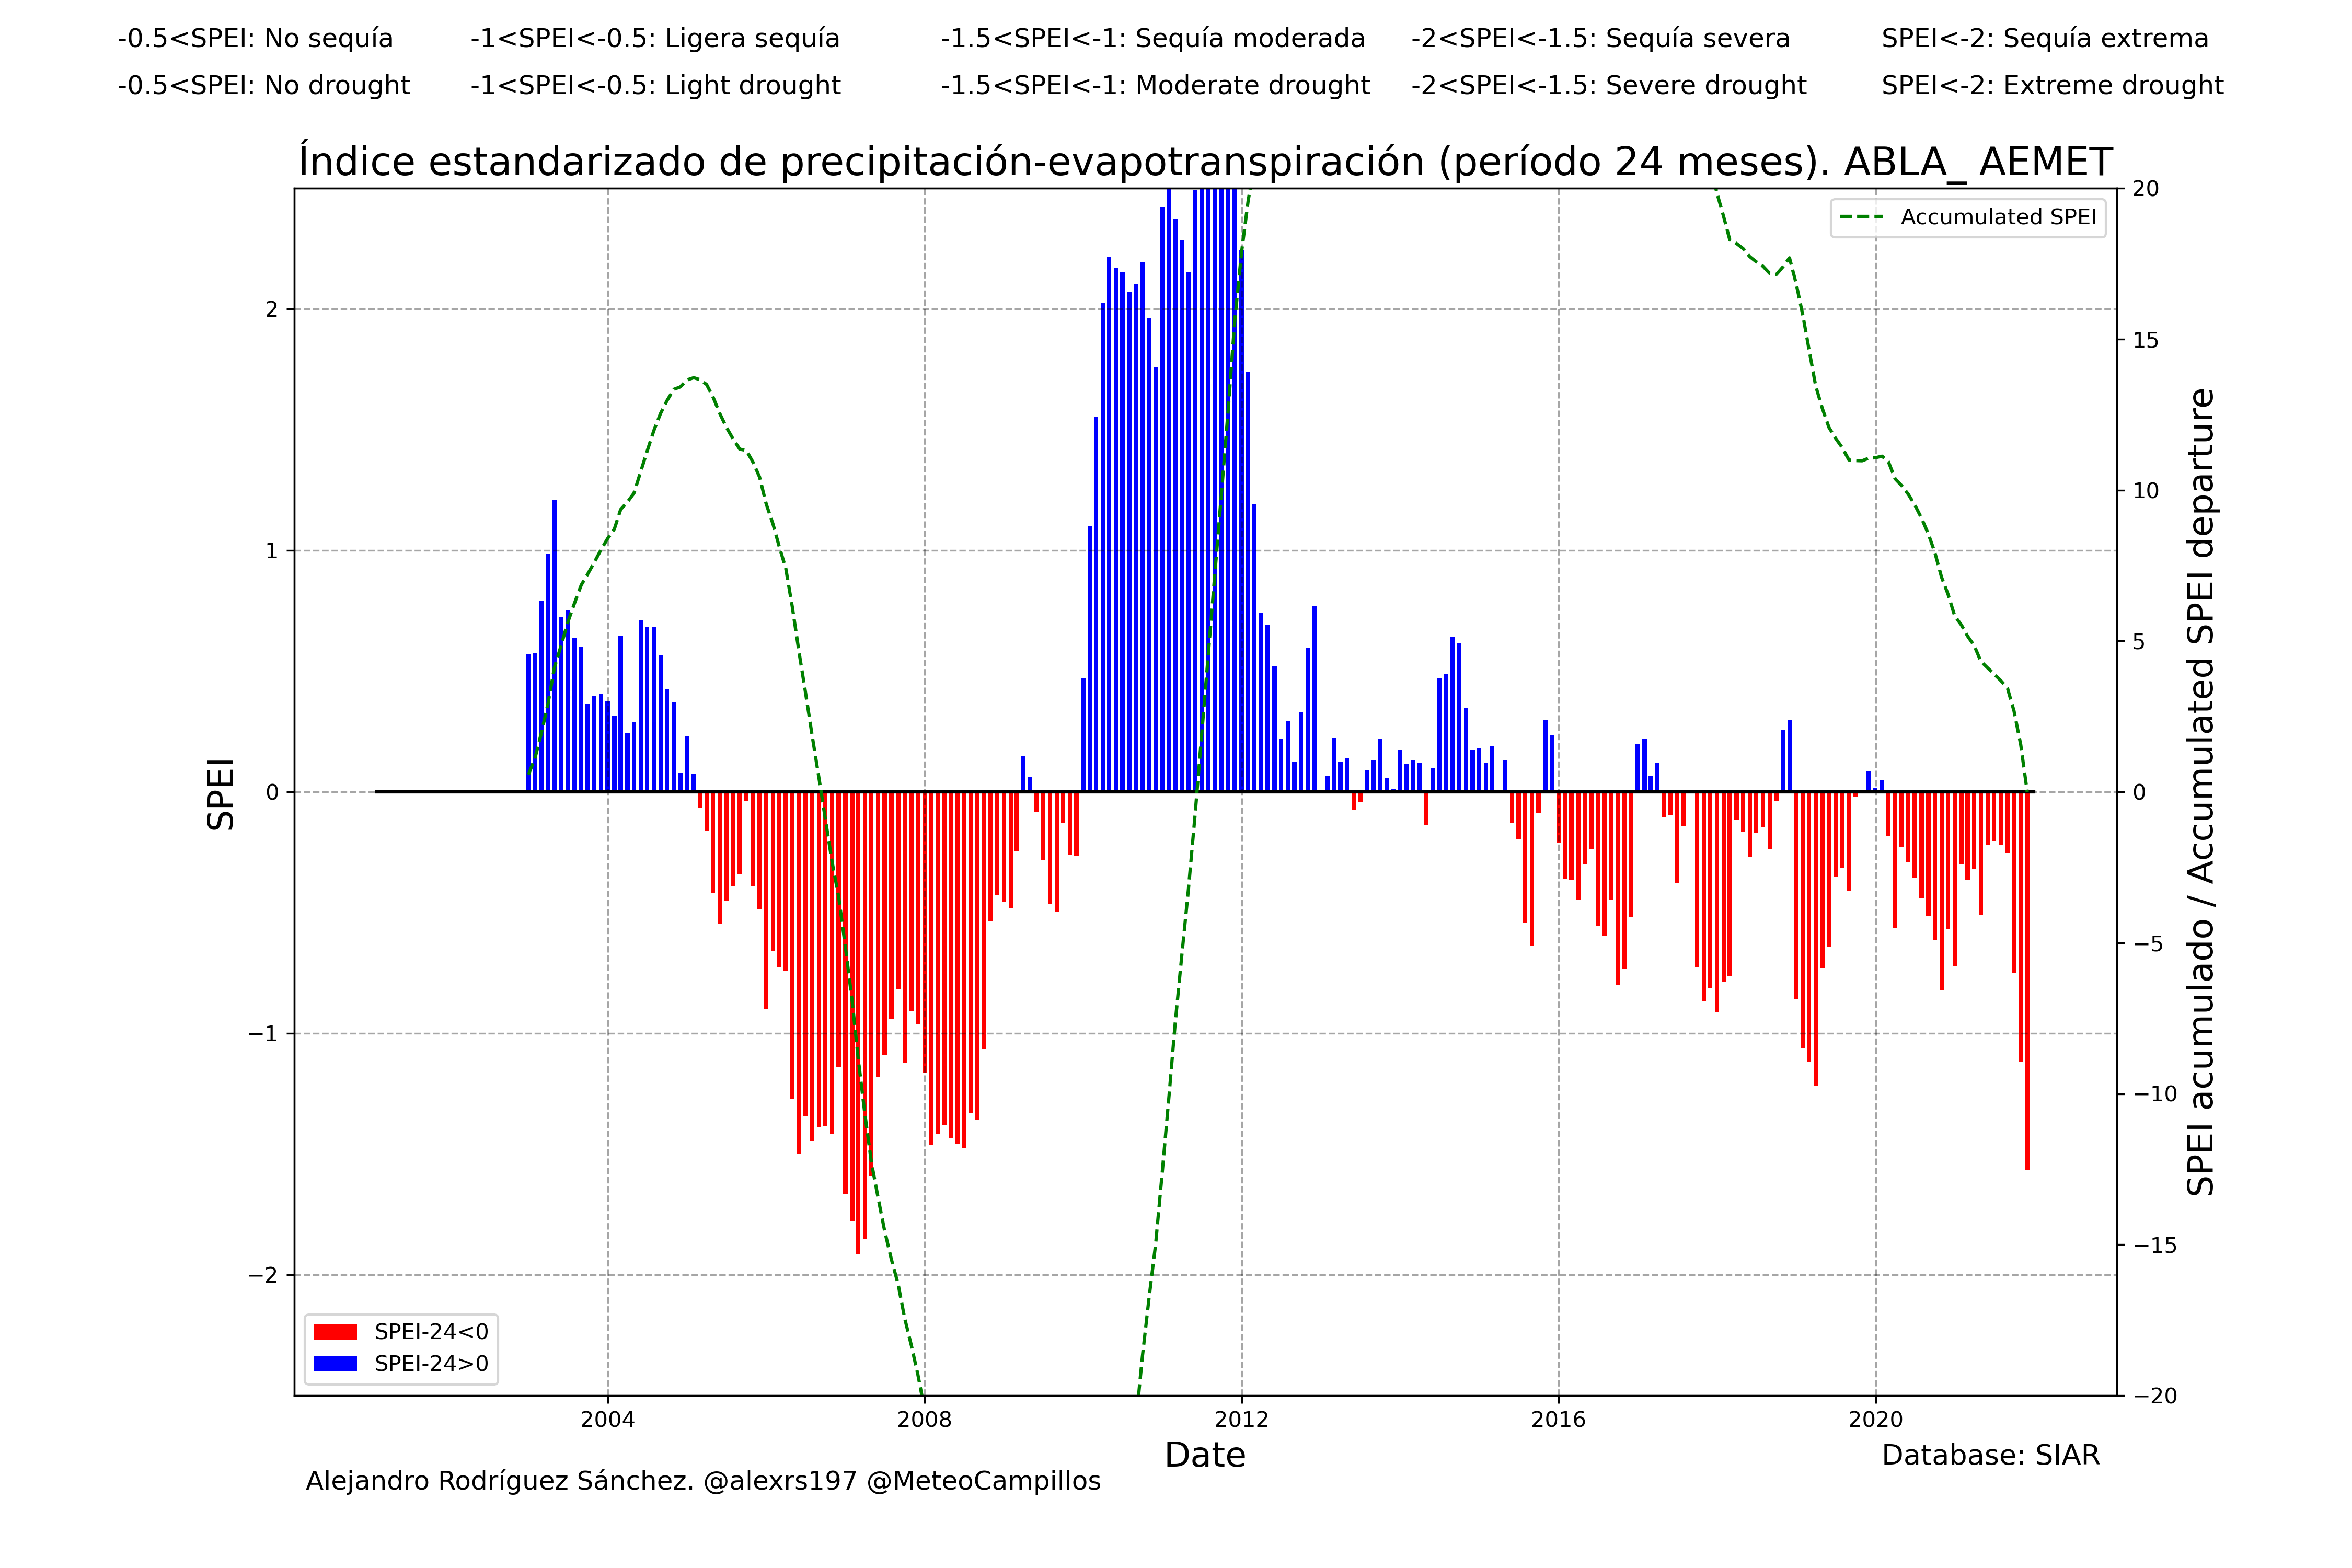 -0.5<SPEI: No sequía -1<SPEI<-0.5: Ligera sequía -1.5<SPEI<-1: Sequía moderada -2<SPEI<-1.5: Sequía severa SPEI<-2: Sequía extrema
-0.5<SPEI: No drought -1<SPEI<-0.5: Light drought -1.5<SPEI<-1: Moderate drought -2<SPEI<-1.5: Severe drought SPEI<-2: Extreme drought
Índice estandarizado de precipitación-evapotranspiración (período 24 meses). ABLA_ AEMET
Accumulated SPEI
SPEI
2
1
0
−1
−2
20
15
10
5
0
−5
−10
−15
−20
SPEI acumulado / Accumulated SPEI departure
SPEI-24<0
SPEI-24>0
2004 2008 2012 2016 2020
Date
Database: SIAR
Alejandro Rodríguez Sánchez. @alexrs197 @MeteoCampillos